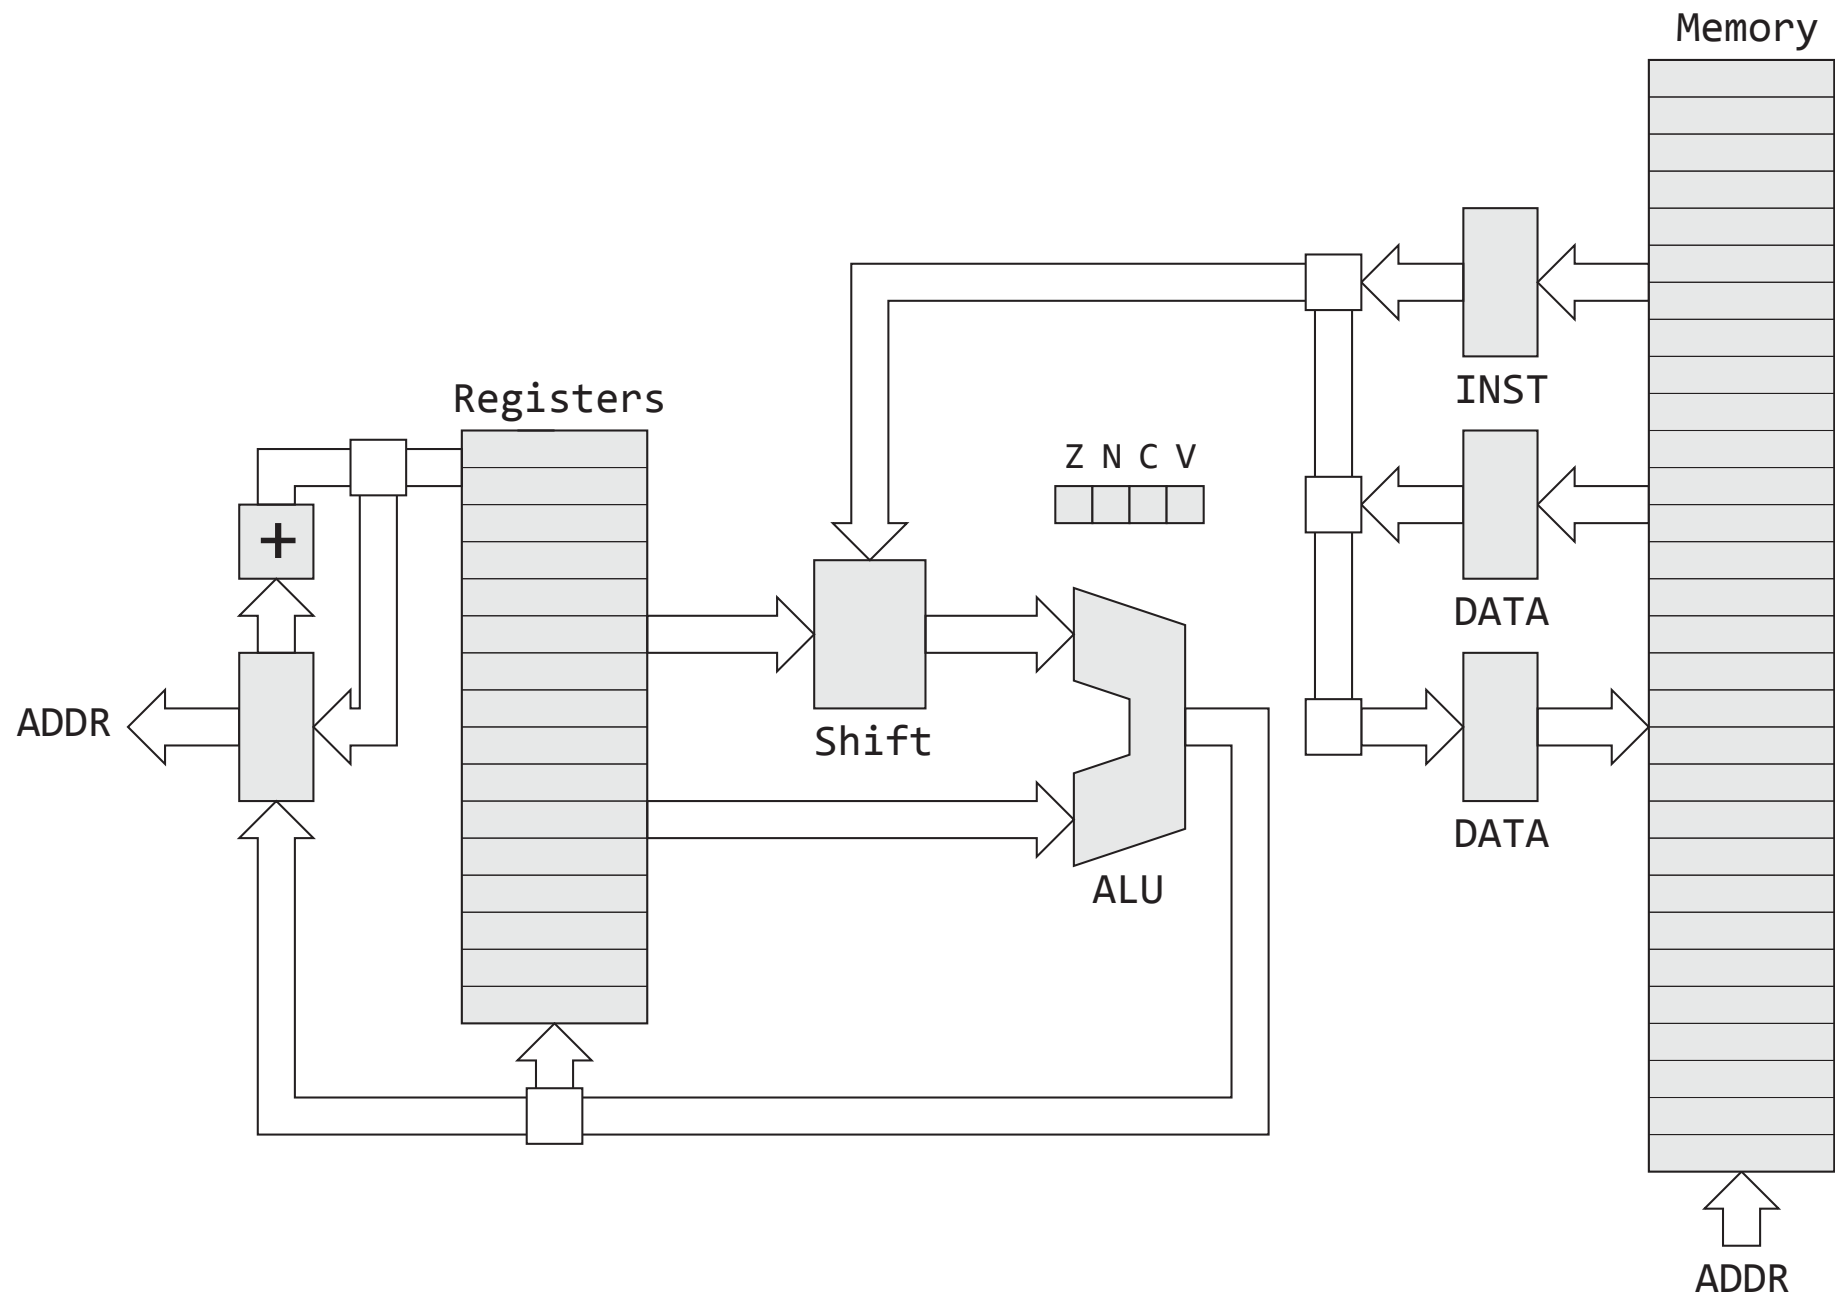 Memory
INST
Registers
Z N C V
+
DATA
ADDR
Shift
DATA
ALU
ADDR